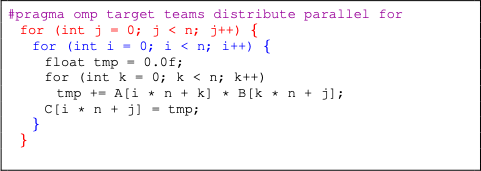 #pragma omp target teams distribute parallel for
for (int j = 0; j < n; j++) {
for (int i = 0; i < n; i++) {
float tmp = 0.0f;
for (int k = 0; k < n; k++)
tmp += A[i * n + k] * B[k * n + j];
C[i * n + j] = tmp;
}
}